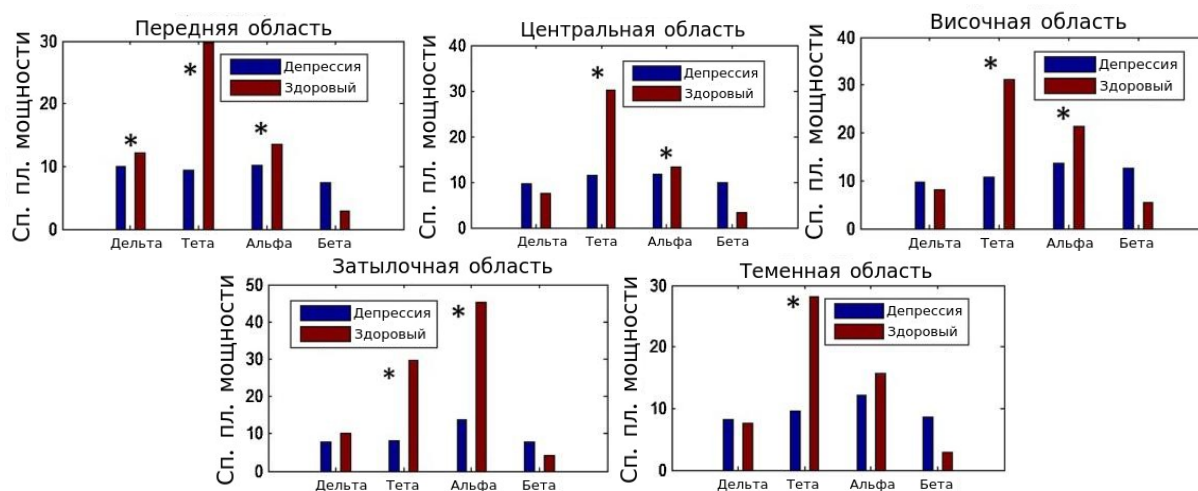 Передняя область
Сп. пл. мощности
30
20
10
0
*
*
*
Депрессия
Здоровый
Дельта
Тета
Альфа
Бета
Центральная область
Сп. пл. мощности
40
30
20
10
0
*
*
Депрессия
Здоровый
Дельта
Тета
Альфа
Бета
Височная область
Сп. пл. мощности
40
30
20
10
0
*
*
Депрессия
Здоровый
Дельта
Тета
Альфа
Бета
Затылочная область
Сп. пл. мощности
50
40
30
20
10
0
*
*
Депрессия
Здоровый
Дельта
Тета
Альфа
Бета
Теменная область
Сп. пл. мощности
30
20
10
0
*
Депрессия
Здоровый
Дельта
Тета
Альфа
Бета